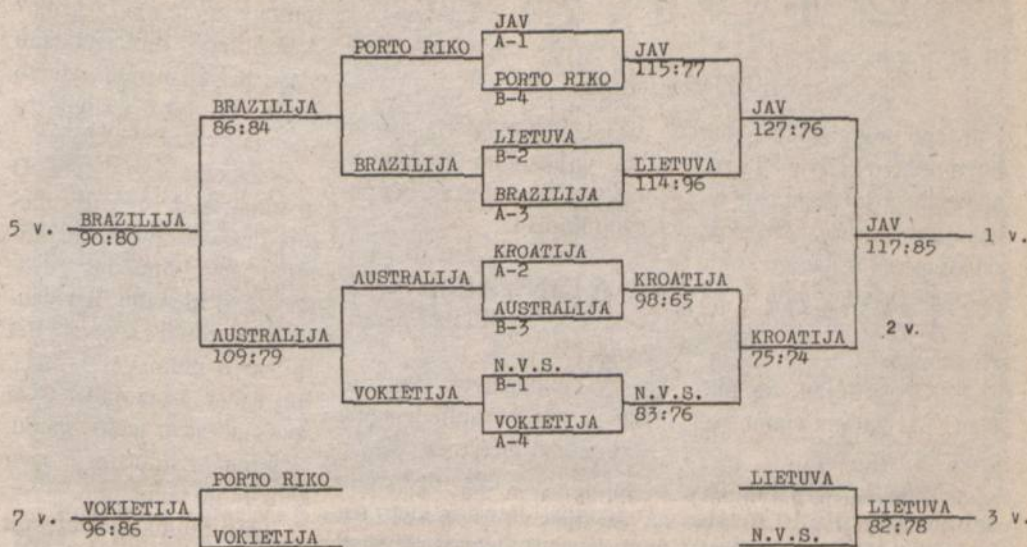 JAV
PORTO RIKO
A-1
JAV
115:77
PORTO RIKO
B-4
BRAZILIJA
86:84
JAV
127:76
LIETUVA
B-2
BRAZILIJA
LIETUVA
114:96
BRAZILIJA
A-3
5 v.
BRAZILIJA
90:80
JAV
117:85
1 v.
KROATIJA
A-2
AUSTRALIJA
KROATIJA
98:65
AUSTRALIJA
B-3
2 v.
AUSTRALIJA
109:79
KROATIJA
75:74
N.V.S.
B-1
VOKIETIJA
N.V.S.
83:76
VOKIETIJA
A-4
PORTO RIKO
LIETUVA
7 v.
VOKIETIJA
96:86
LIETUVA
82:78
3 v.
VOKIETIJA
N.V.S.